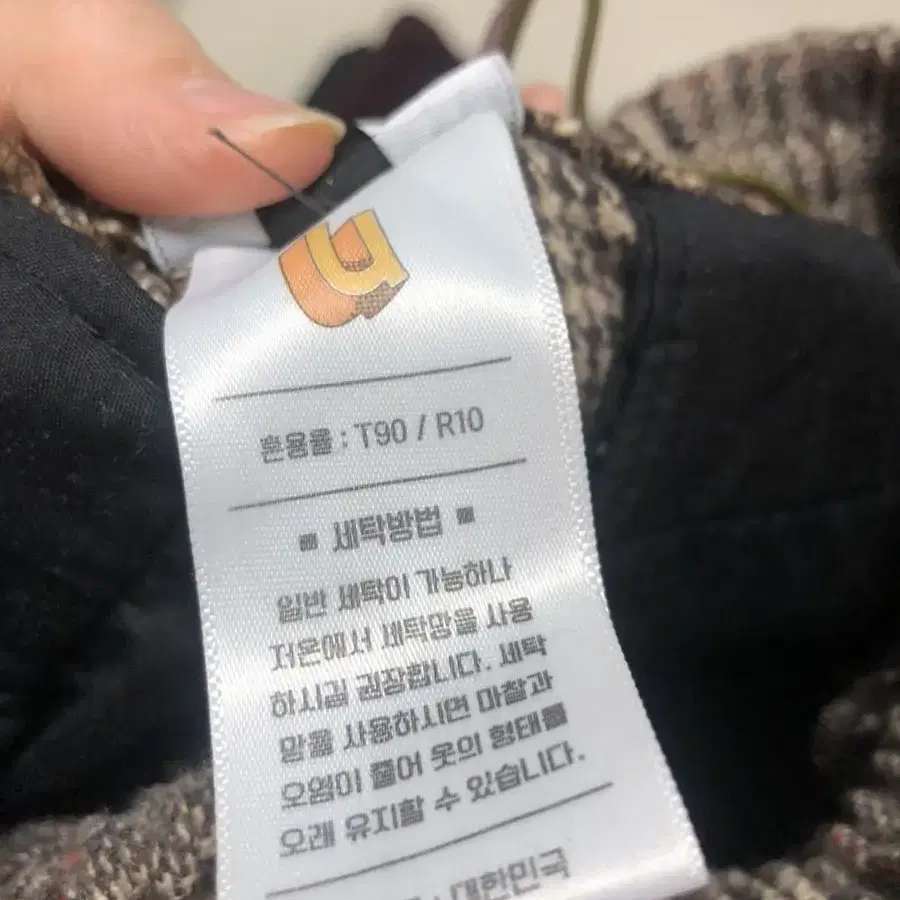 혼용율 : T90 / R10
■ 세탁방법 ■
일반 세탁이 가능하나
저온에서 세탁망을 사용
하시길 권장합니다. 세탁
망을 사용하시면 마찰과
오염이 줄어 옷의 형태를
오래 유지할 수 있습니다.
: 대한민국